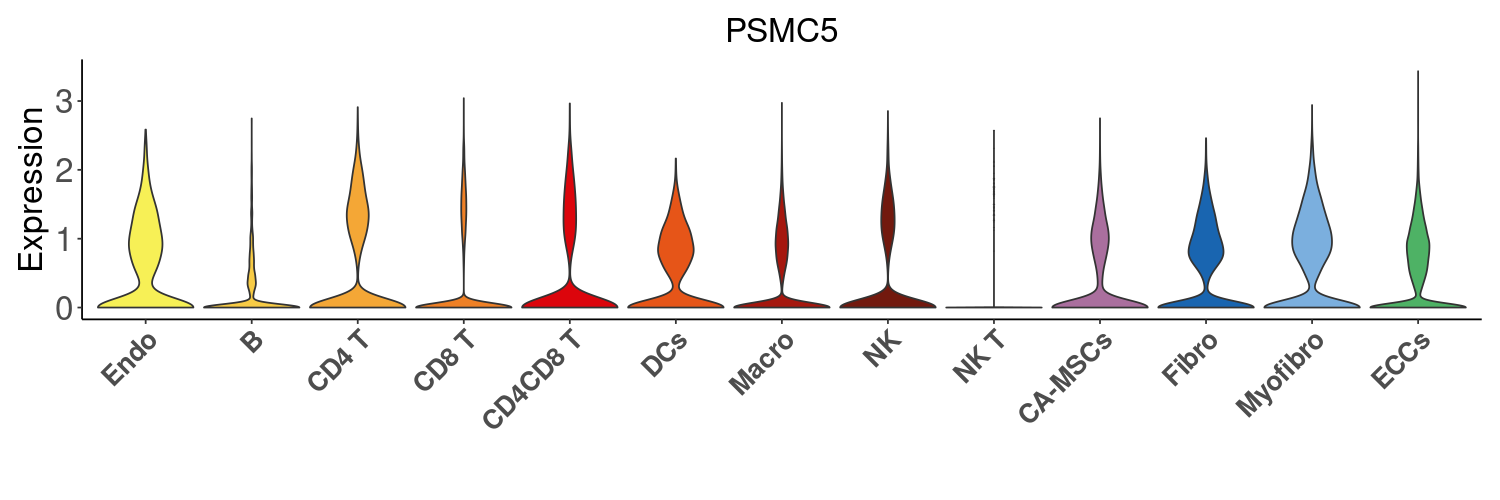 PSMC5
Expression
3
2
1
0
Endo
B
CD4 T
CD8 T
CD4CD8 T
DCs
Macro
NK
NK T
CA-MSCs
Fibro
Myofibro
ECCs